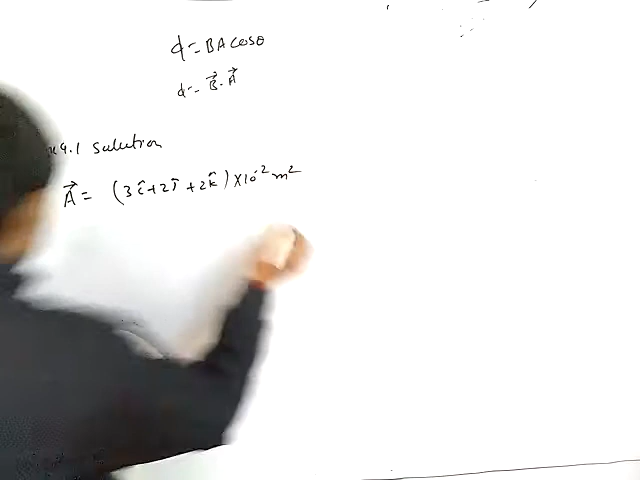 ϕ = BA cosθ
ϕ = B⃗ · A⃗
4.1 Solution
A⃗ = (3î + 2ĵ + 2k̂) × 10⁻² m²